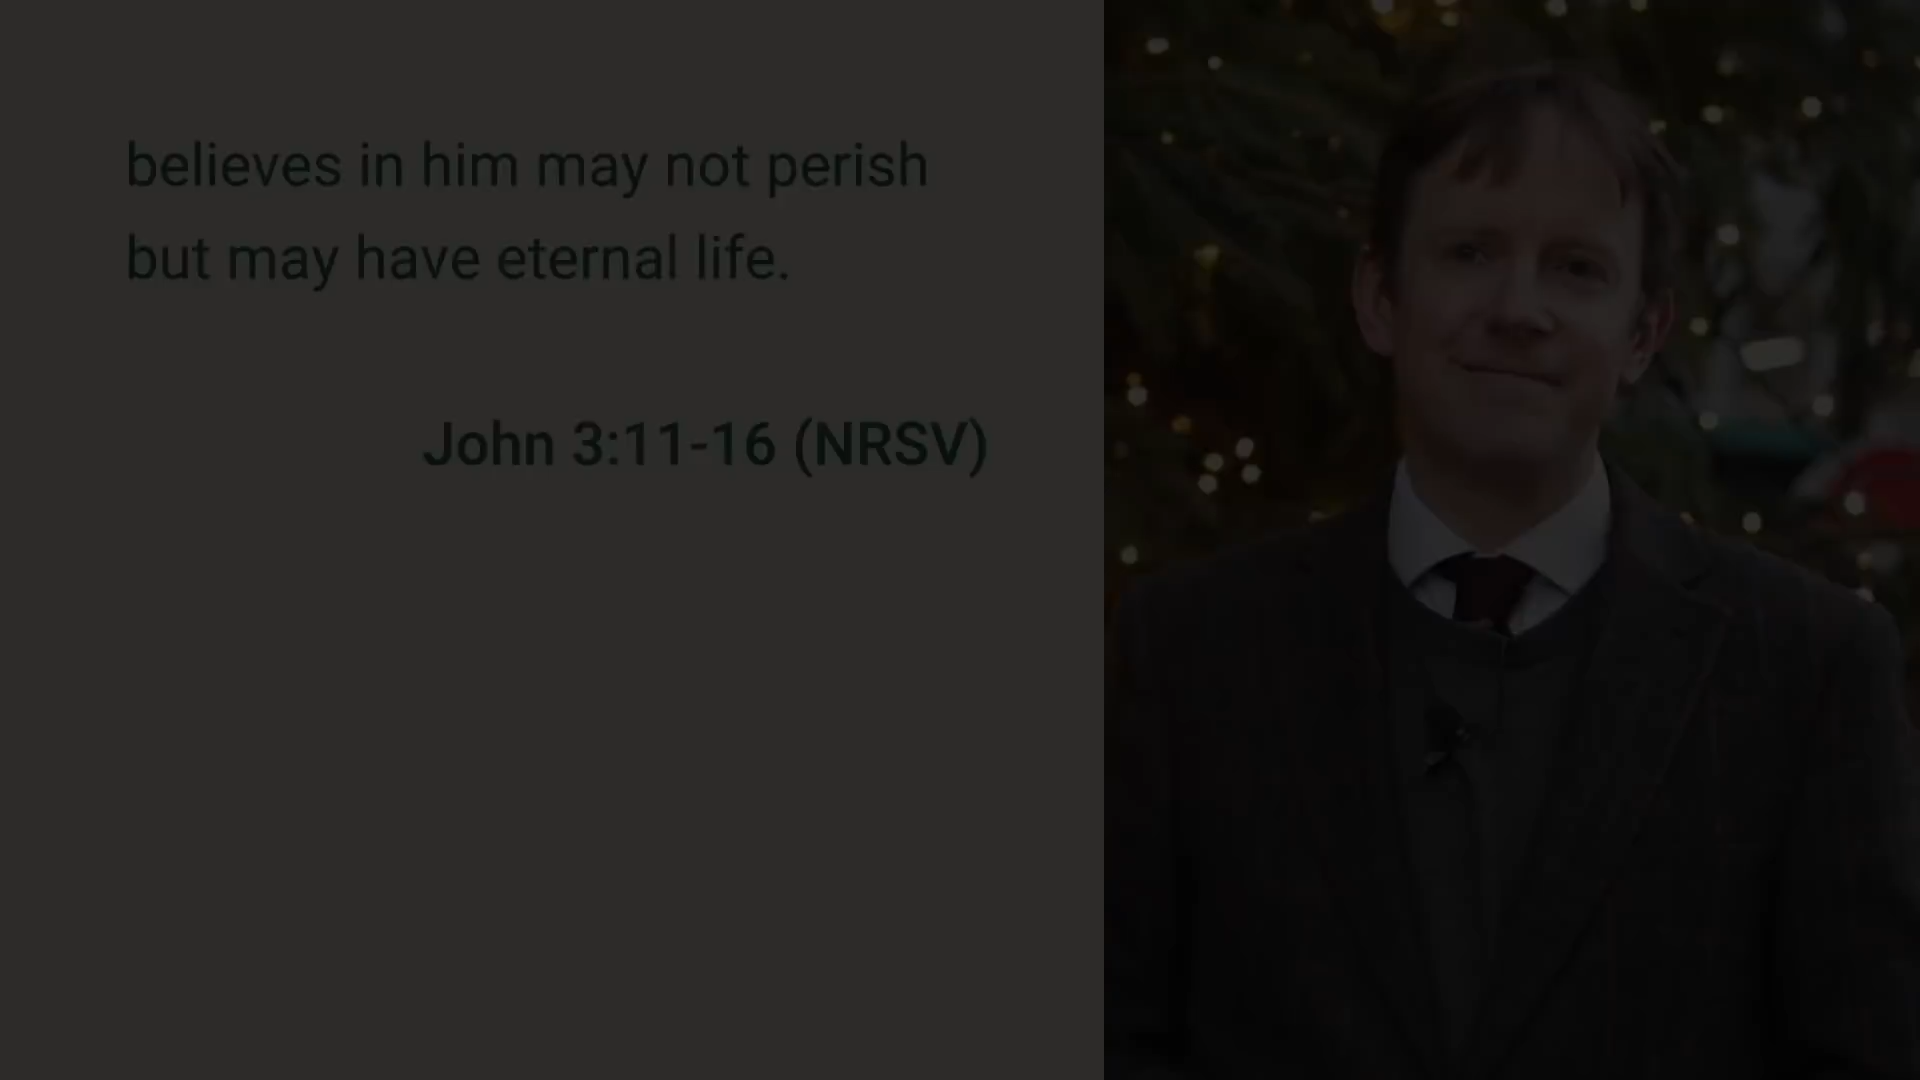 believes in him may not perish
but may have eternal life.
John 3:11-16 (NRSV)